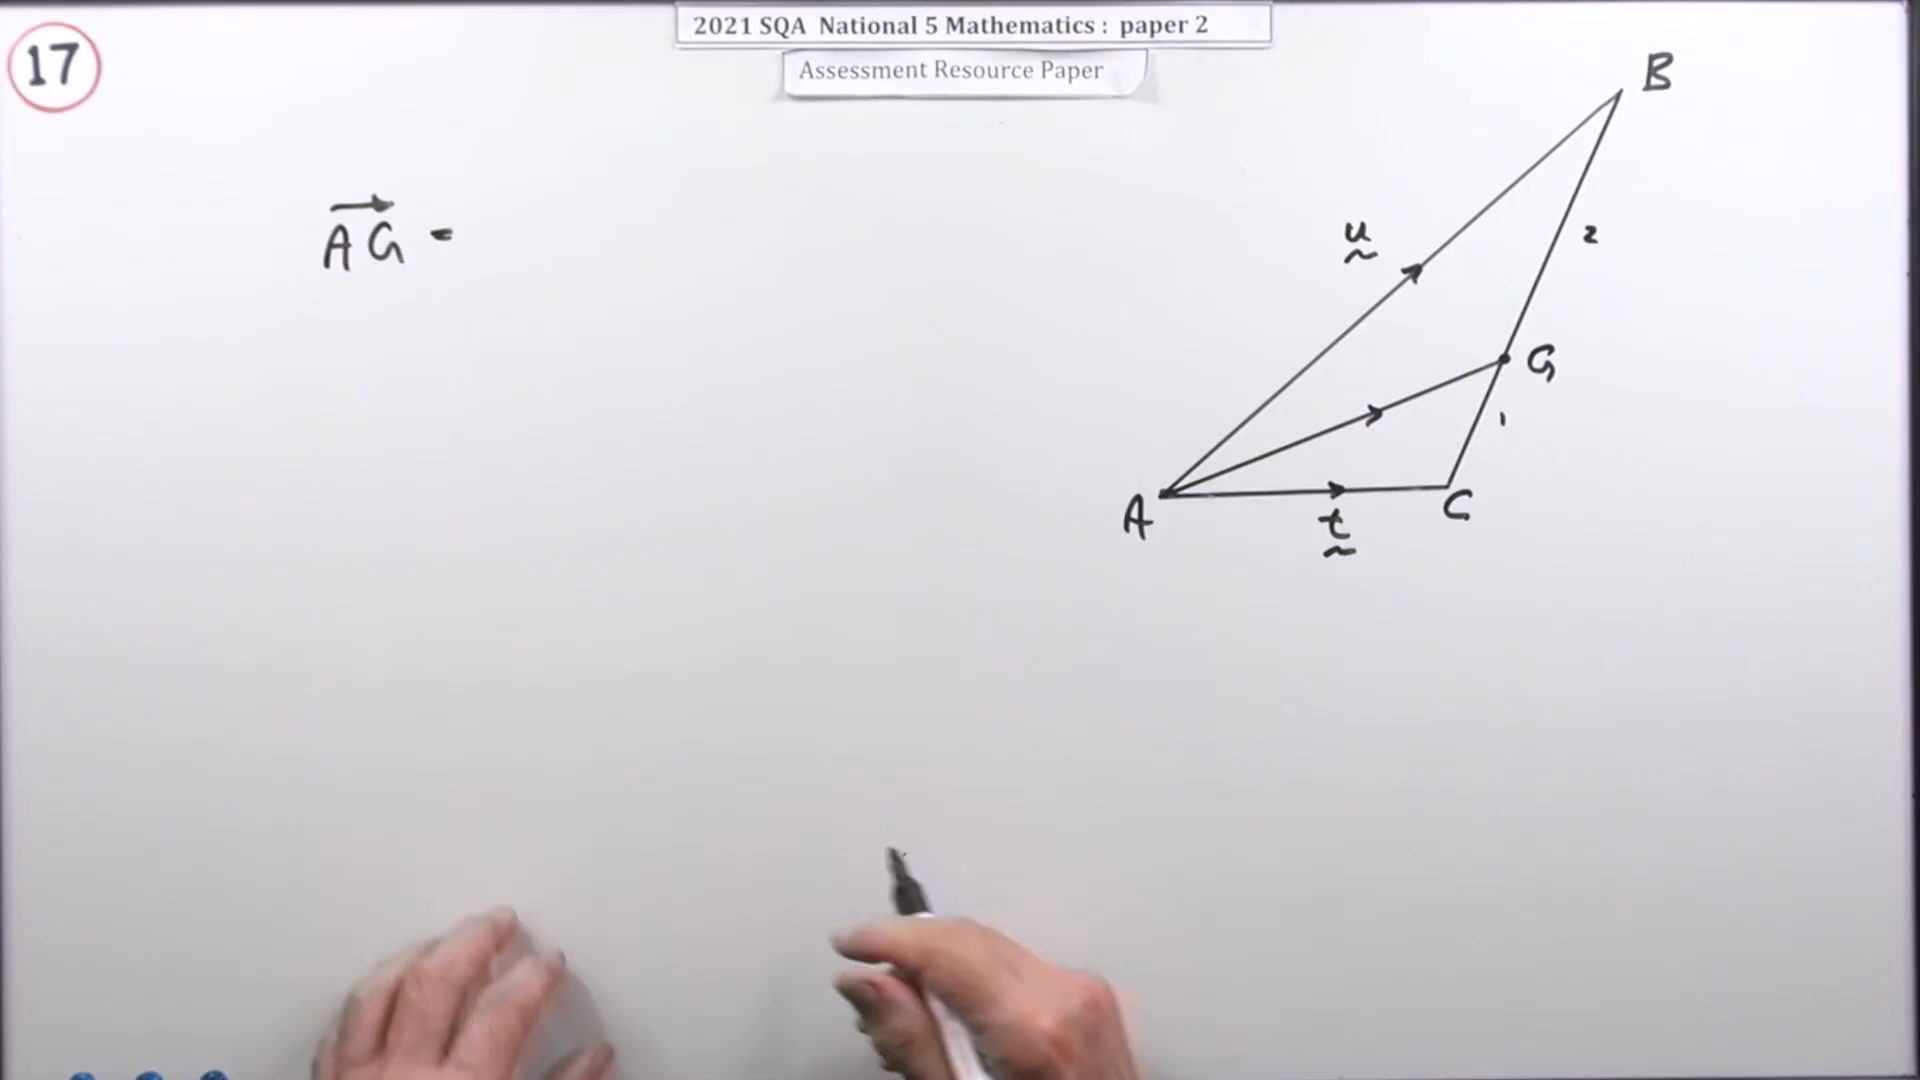 17
2021 SQA National 5 Mathematics : paper 2
Assessment Resource Paper
AG =
B
u
2
G
1
A
t
C